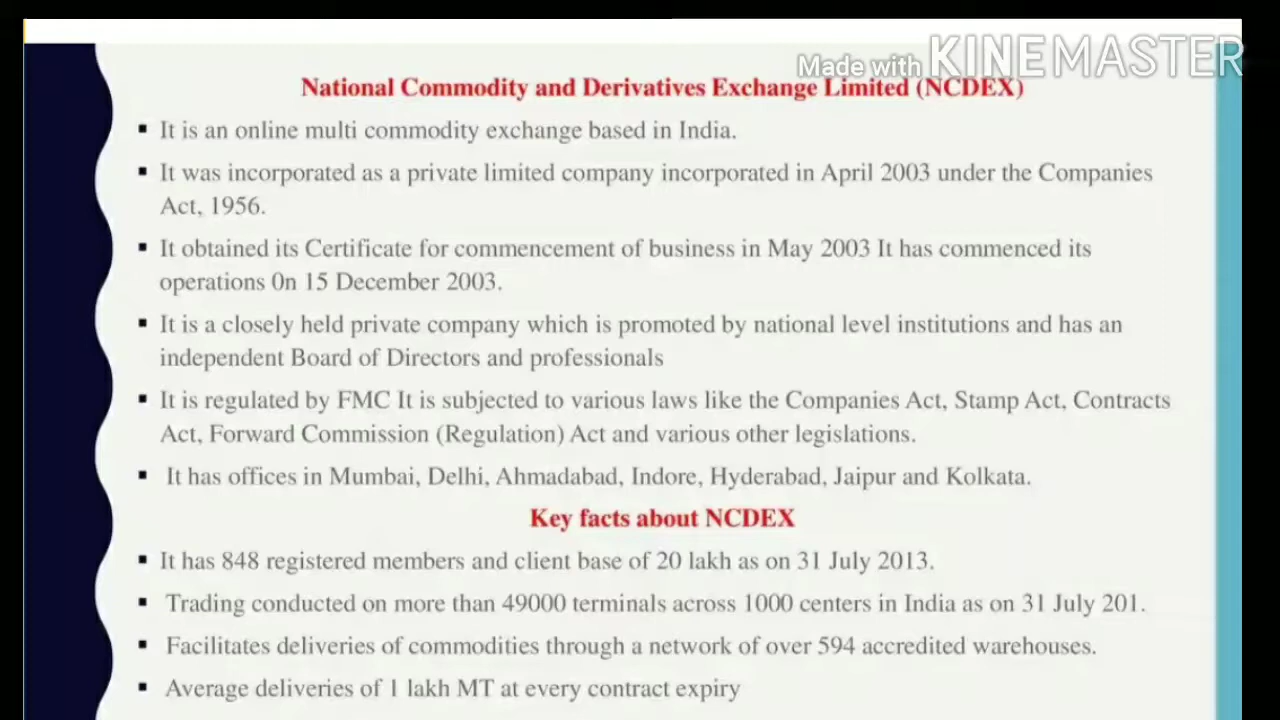 Made with KINEMASTER
National Commodity and Derivatives Exchange Limited (NCDEX)
▪ It is an online multi commodity exchange based in India.
▪ It was incorporated as a private limited company incorporated in April 2003 under the Companies
Act, 1956.
▪ It obtained its Certificate for commencement of business in May 2003 It has commenced its
operations 0n 15 December 2003.
▪ It is a closely held private company which is promoted by national level institutions and has an
independent Board of Directors and professionals
▪ It is regulated by FMC It is subjected to various laws like the Companies Act, Stamp Act, Contracts
Act, Forward Commission (Regulation) Act and various other legislations.
▪ It has offices in Mumbai, Delhi, Ahmadabad, Indore, Hyderabad, Jaipur and Kolkata.
Key facts about NCDEX
▪ It has 848 registered members and client base of 20 lakh as on 31 July 2013.
▪ Trading conducted on more than 49000 terminals across 1000 centers in India as on 31 July 201.
▪ Facilitates deliveries of commodities through a network of over 594 accredited warehouses.
▪ Average deliveries of 1 lakh MT at every contract expiry